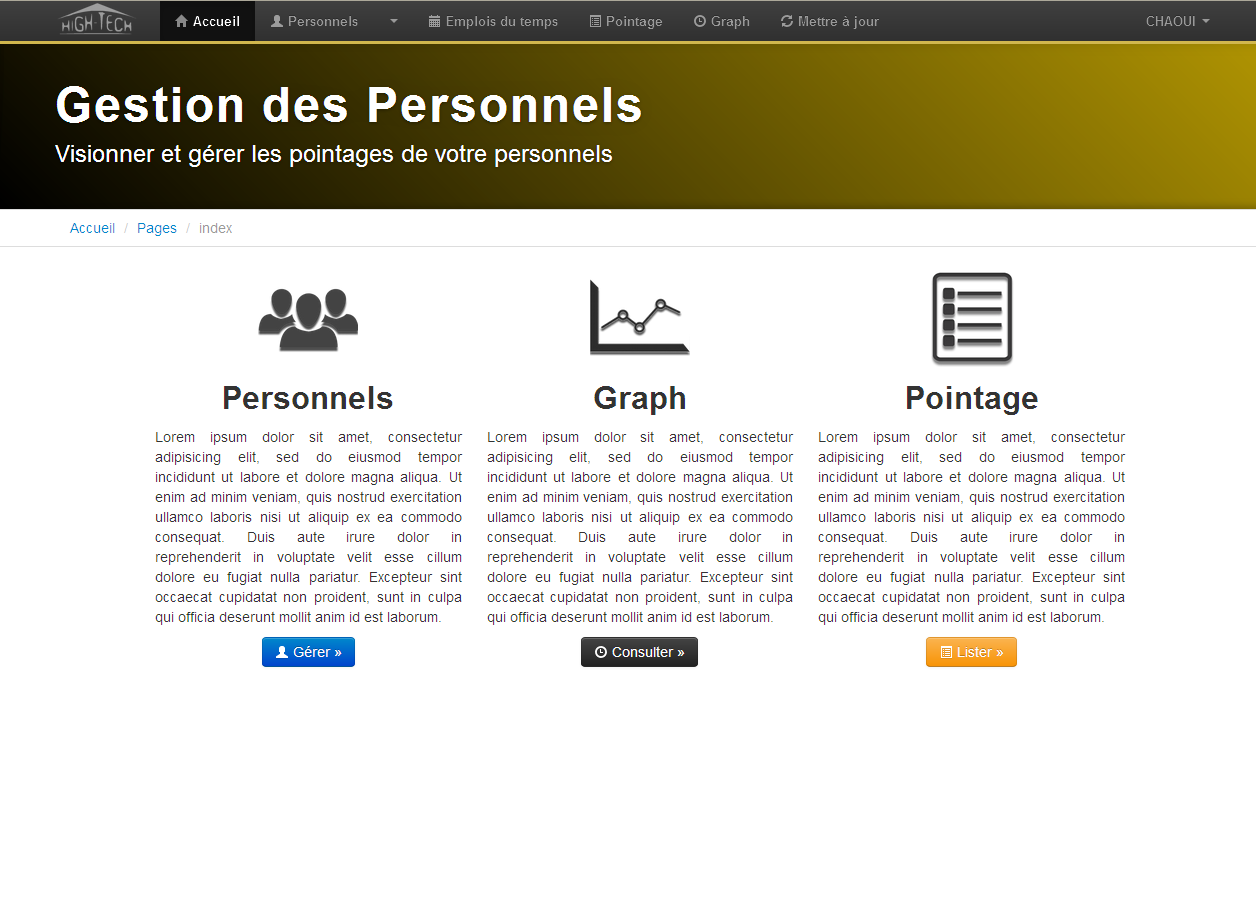 HIGH-TECH Accueil Personnels Emplois du temps Pointage Graph Mettre à jour CHAOUI
Gestion des Personnels
Visionner et gérer les pointages de votre personnels
Accueil / Pages / index
Personnels
Lorem ipsum dolor sit amet, consectetur
adipisicing elit, sed do eiusmod tempor
incididunt ut labore et dolore magna aliqua. Ut
enim ad minim veniam, quis nostrud exercitation
ullamco laboris nisi ut aliquip ex ea commodo
consequat. Duis aute irure dolor in
reprehenderit in voluptate velit esse cillum
dolore eu fugiat nulla pariatur. Excepteur sint
occaecat cupidatat non proident, sunt in culpa
qui officia deserunt mollit anim id est laborum.
Gérer »
Graph
Lorem ipsum dolor sit amet, consectetur
adipisicing elit, sed do eiusmod tempor
incididunt ut labore et dolore magna aliqua. Ut
enim ad minim veniam, quis nostrud exercitation
ullamco laboris nisi ut aliquip ex ea commodo
consequat. Duis aute irure dolor in
reprehenderit in voluptate velit esse cillum
dolore eu fugiat nulla pariatur. Excepteur sint
occaecat cupidatat non proident, sunt in culpa
qui officia deserunt mollit anim id est laborum.
Consulter »
Pointage
Lorem ipsum dolor sit amet, consectetur
adipisicing elit, sed do eiusmod tempor
incididunt ut labore et dolore magna aliqua. Ut
enim ad minim veniam, quis nostrud exercitation
ullamco laboris nisi ut aliquip ex ea commodo
consequat. Duis aute irure dolor in
reprehenderit in voluptate velit esse cillum
dolore eu fugiat nulla pariatur. Excepteur sint
occaecat cupidatat non proident, sunt in culpa
qui officia deserunt mollit anim id est laborum.
Lister »